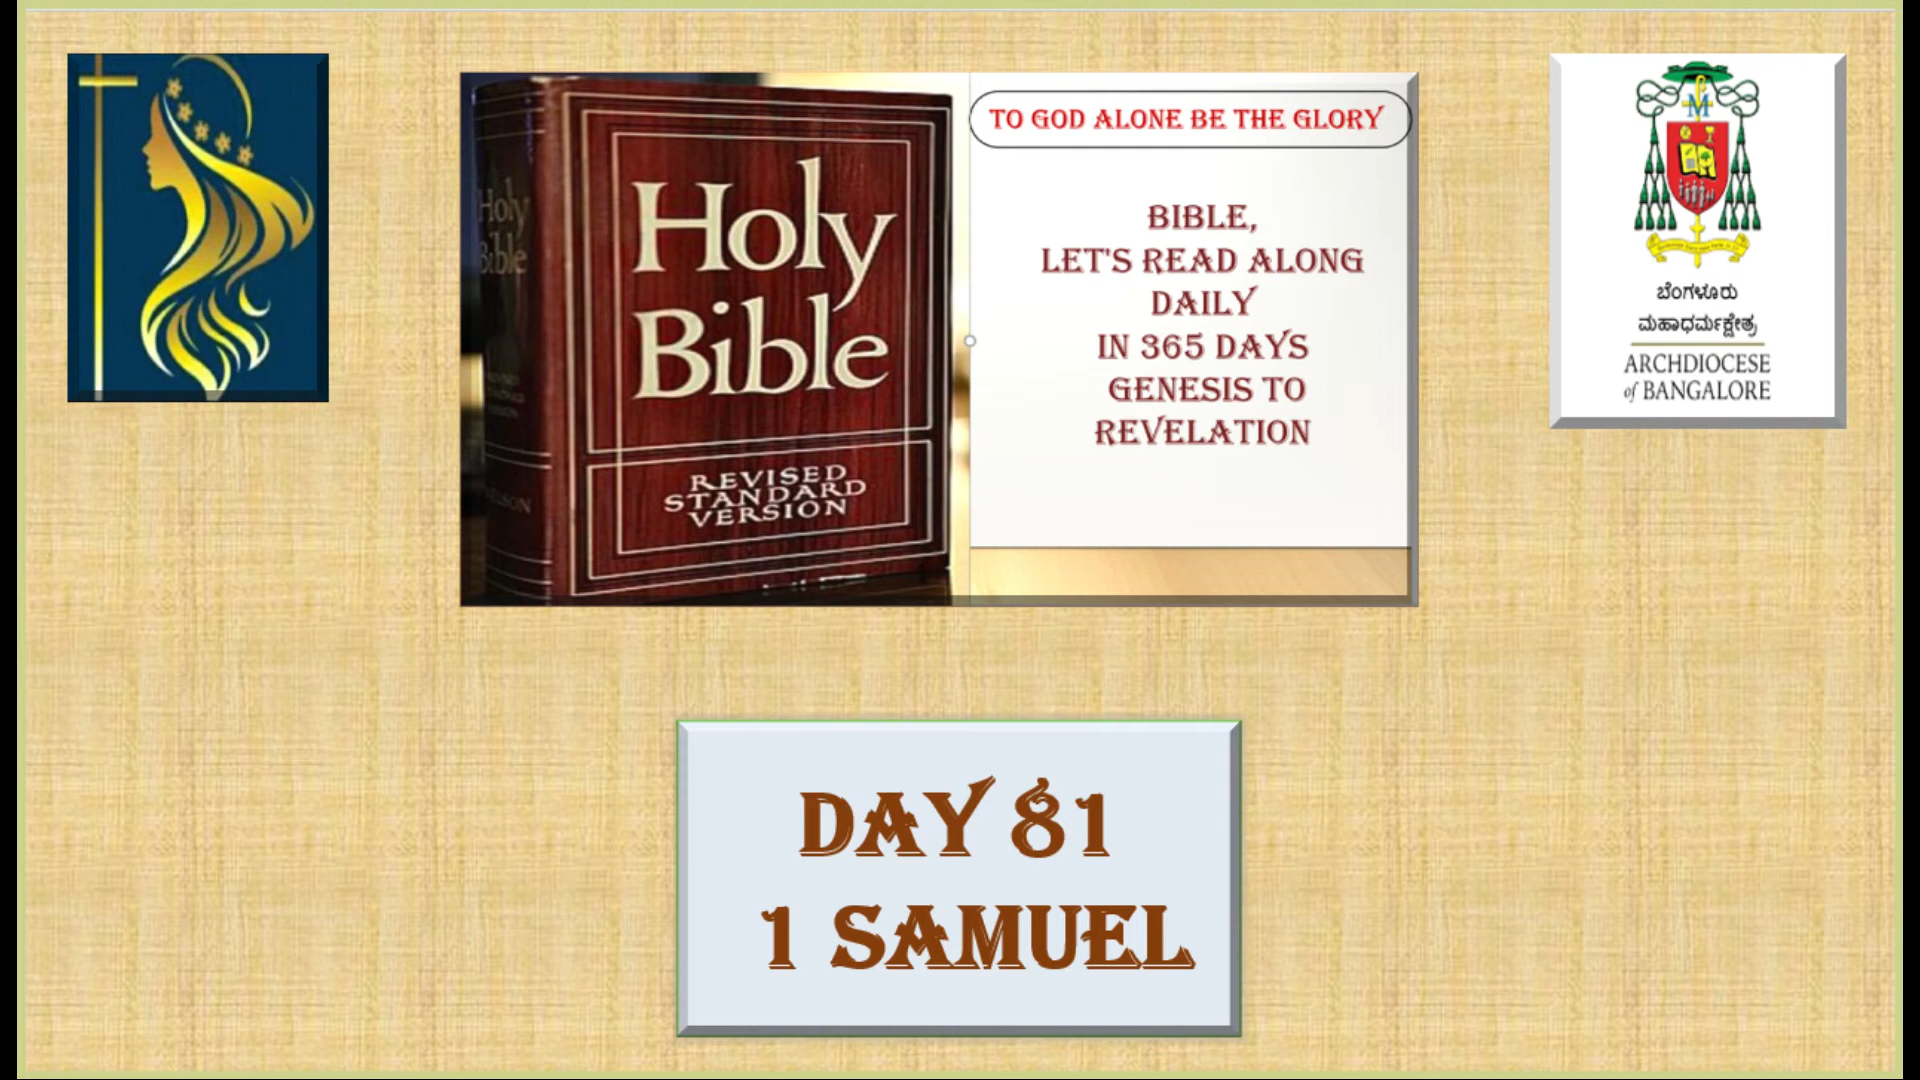 TO GOD ALONE BE THE GLORY
BIBLE,
LET'S READ ALONG
DAILY
IN 365 DAYS
GENESIS TO
REVELATION
Holy
Bible
REVISED
STANDARD
VERSION
Holy
Bible
ಬೆಂಗಳೂರು
ಮಹಾಧರ್ಮಕ್ಷೇತ್ರ
ARCHDIOCESE
of BANGALORE
DAY 81
1 SAMUEL